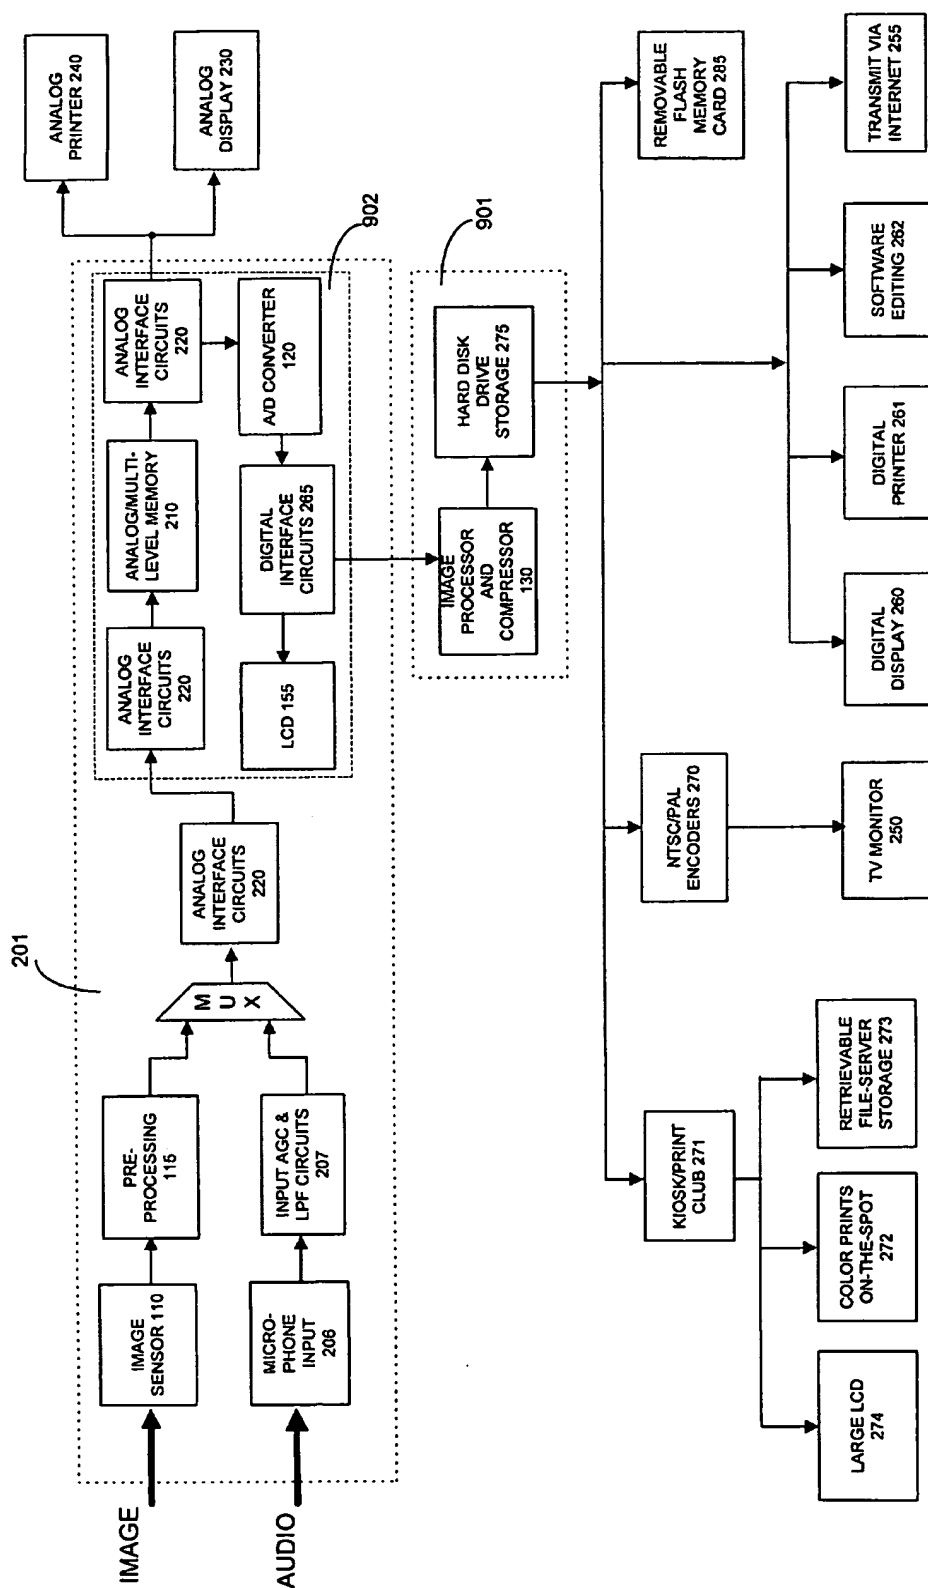 IMAGE
AUDIO
IMAGE
SENSOR 110
MICRO-
PHONE
INPUT
206
PRE-
PROCESSING
115
INPUT AGC &
LPF CIRCUITS
207
M
U
X
201
ANALOG
INTERFACE
CIRCUITS
220
ANALOG
INTERFACE
CIRCUITS
220
ANALOG/MULTI-
LEVEL MEMORY
210
ANALOG
INTERFACE
CIRCUITS
220
LCD 155
DIGITAL
INTERFACE
CIRCUITS 265
A/D CONVERTER
120
902
ANALOG
PRINTER 240
ANALOG
DISPLAY 230
IMAGE
PROCESSOR
AND
COMPRESSOR
130
HARD DISK
DRIVE
STORAGE 275
901
KIOSK/PRINT
CLUB 271
NTSC/PAL
ENCODERS 270
REMOVABLE
FLASH
MEMORY
CARD 285
LARGE LCD
274
COLOR PRINTS
ON-THE-SPOT
272
RETRIEVABLE
FILE-SERVER
STORAGE 273
TV MONITOR
250
DIGITAL
DISPLAY 260
DIGITAL
PRINTER 261
SOFTWARE
EDITING 262
TRANSMIT VIA
INTERNET 255